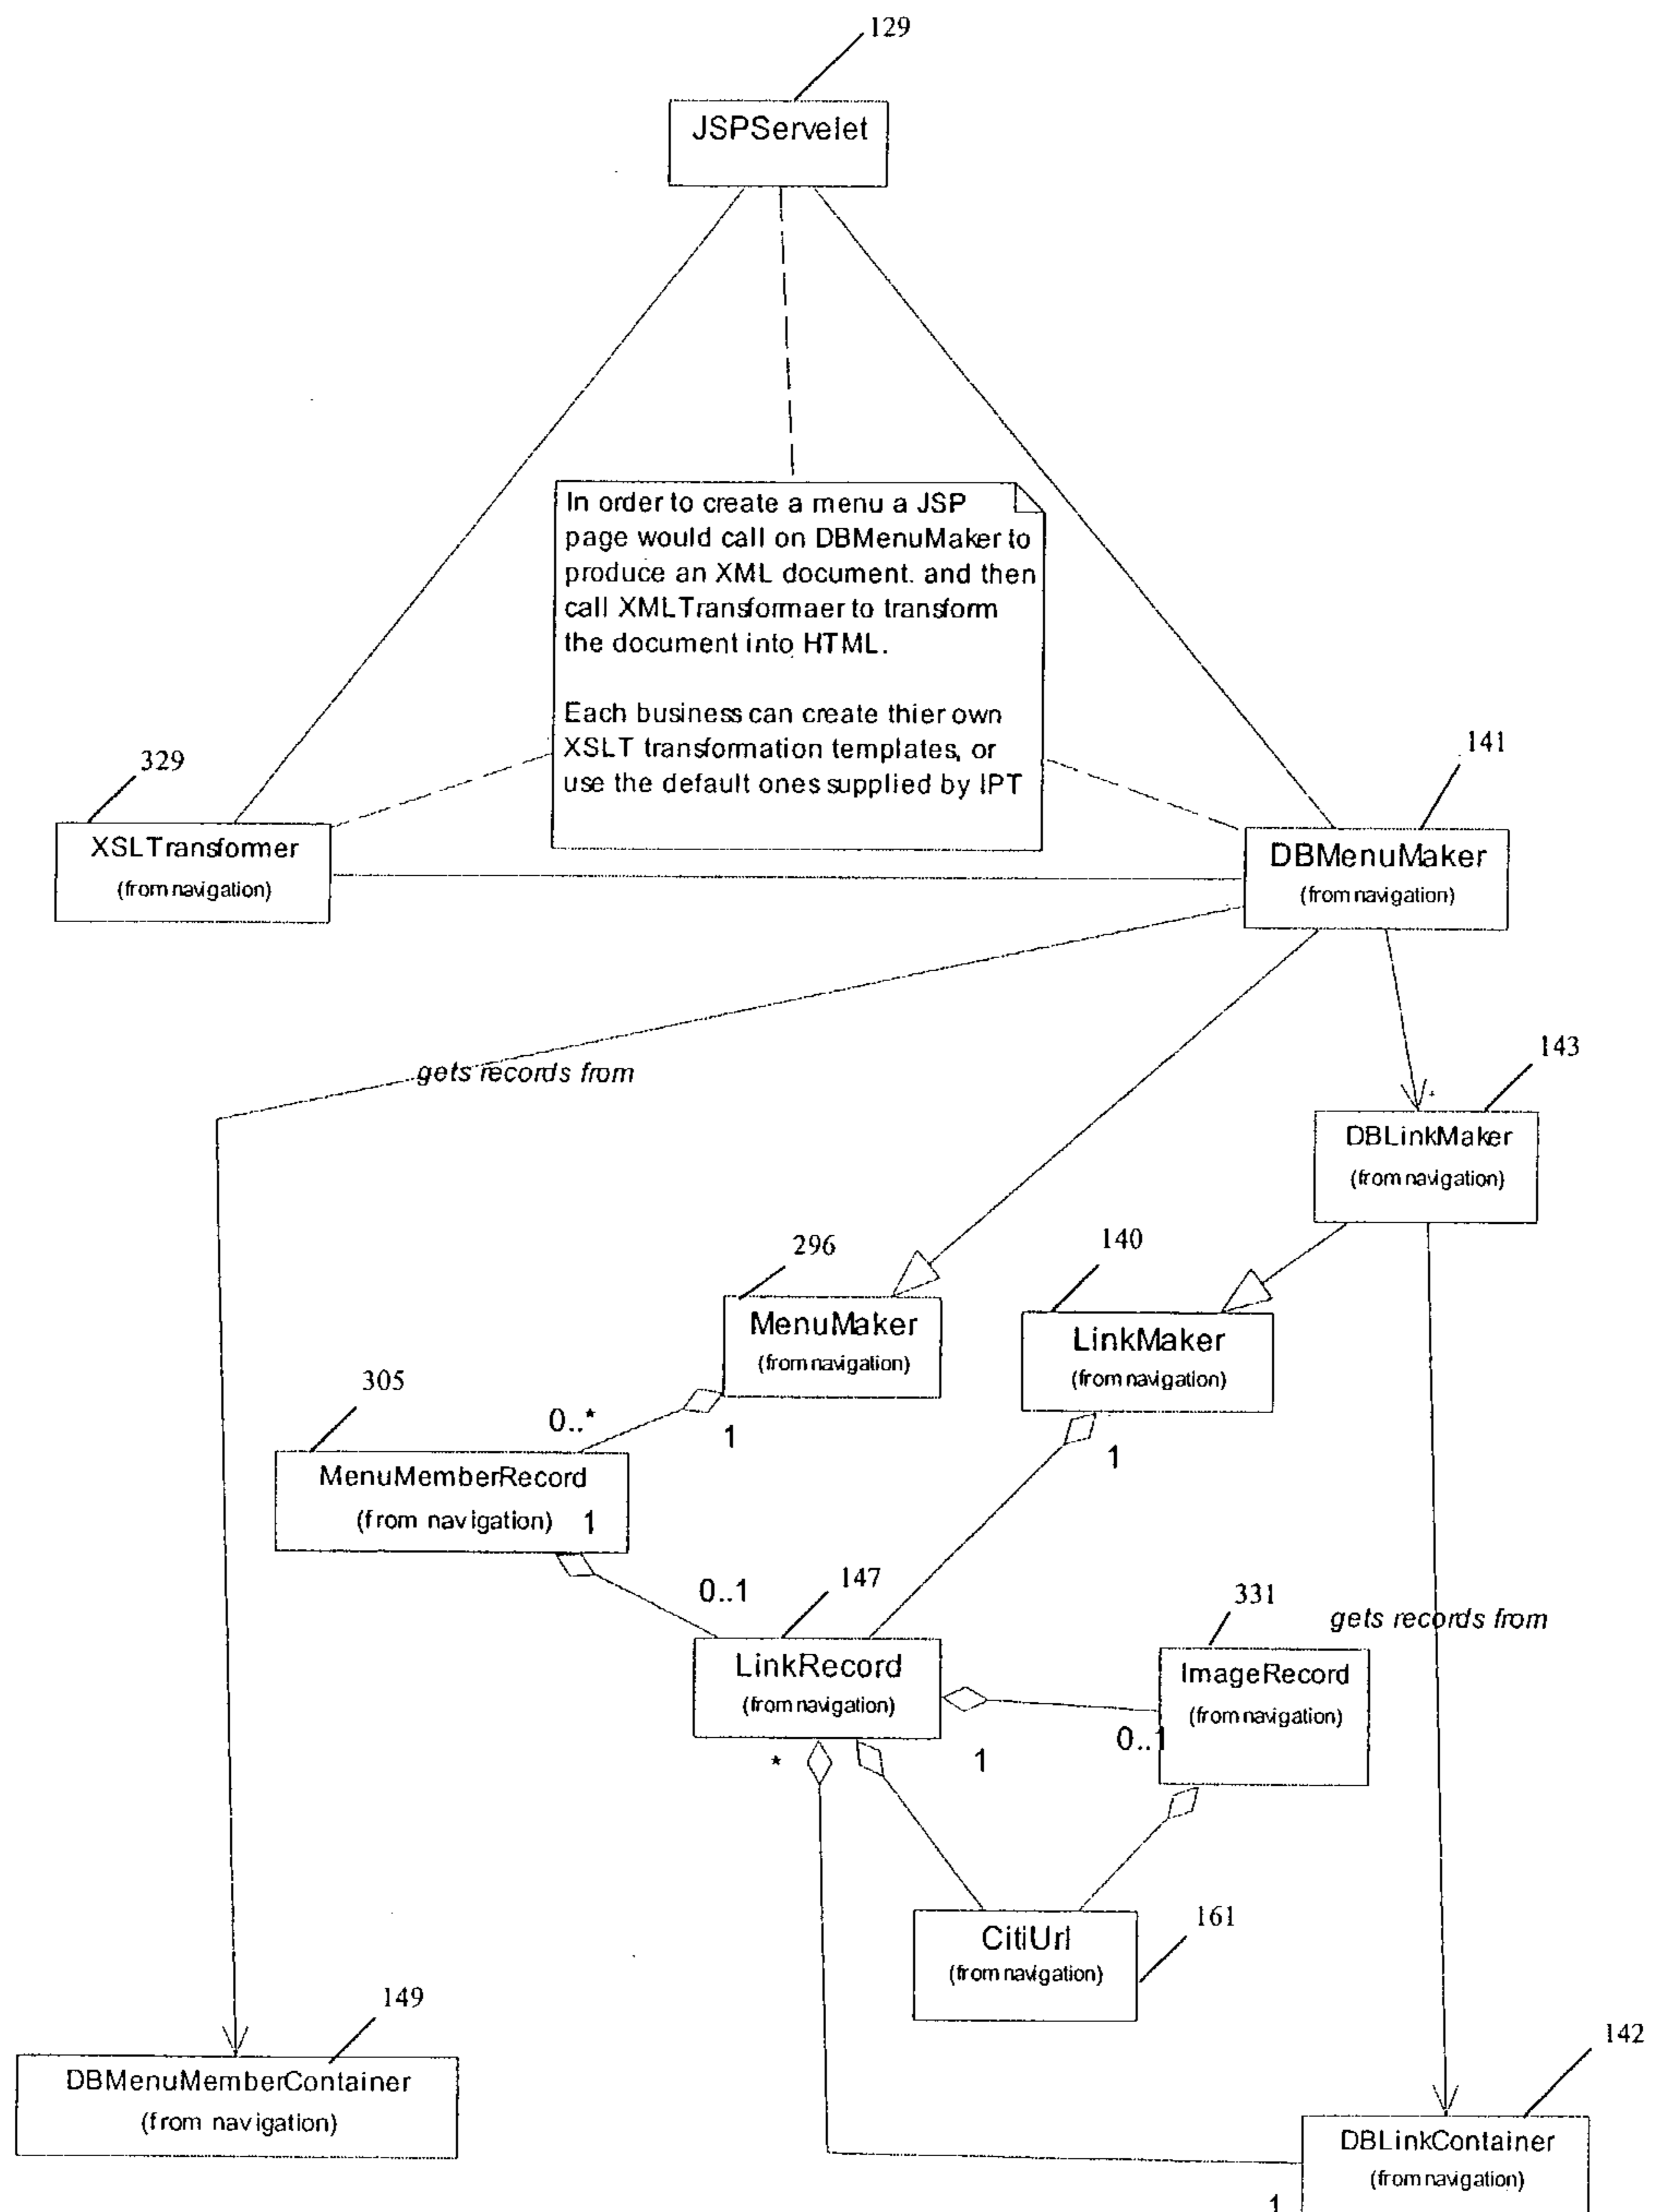 129
JSPServelet
In order to create a menu a JSP
page would call on DBMenuMaker to
produce an XML document. and then
call XMLTransformaer to transform
the document into HTML.
Each business can create thier own
XSLT transformation templates, or
use the default ones supplied by IPT
329
XSLTransformer
(from navigation)
141
DBMenuMaker
(from navigation)
gets records from
143
DBLinkMaker
(from navigation)
296
MenuMaker
(from navigation)
140
LinkMaker
(from navigation)
305
0..*
1
1
MenuMemberRecord
(from navigation) 1
0..1
147
LinkRecord
(from navigation)
331
gets records from
ImageRecord
(from navigation)
0..1
*
1
CitiUrl
(from navigation)
161
149
DBMenuMemberContainer
(from navigation)
142
DBLinkContainer
(from navigation)
1